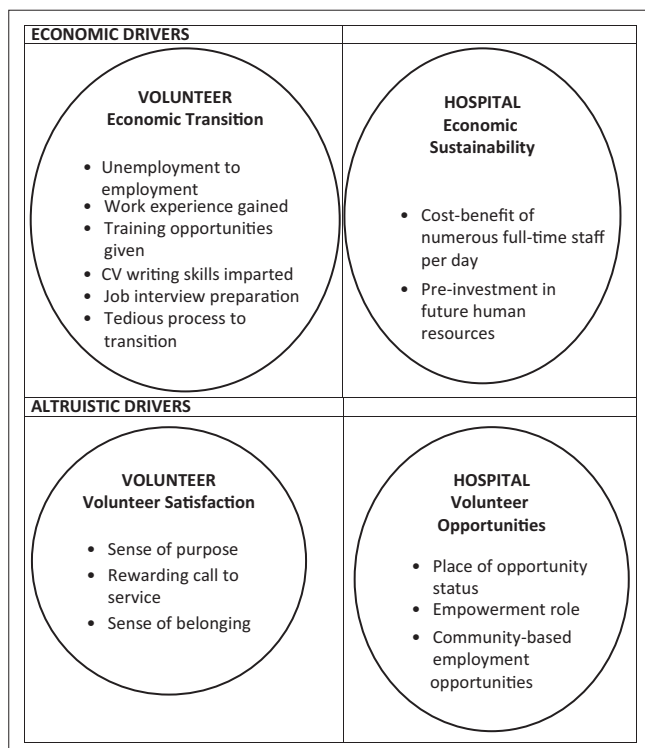 ECONOMIC DRIVERS
VOLUNTEER
Economic Transition
• Unemployment to
employment
• Work experience gained
• Training opportunities
given
• CV writing skills imparted
• Job interview preparation
• Tedious process to
transition
HOSPITAL
Economic
Sustainability
• Cost-benefit of
numerous full-time staff
per day
• Pre-investment in
future human
resources
ALTRUISTIC DRIVERS
VOLUNTEER
Volunteer Satisfaction
• Sense of purpose
• Rewarding call to
service
• Sense of belonging
HOSPITAL
Volunteer
Opportunities
• Place of opportunity
status
• Empowerment role
• Community-based
employment
opportunities